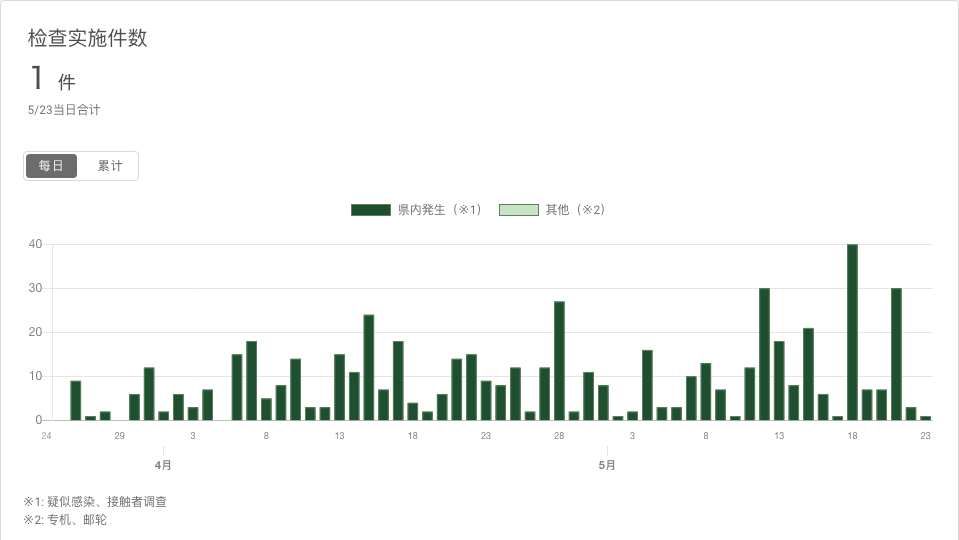 检查实施件数
1 件
5/23当日合计
每日 累计
県内発生（※1） 其他（※2）
40
30
20
10
0
24 29 3 8 13 18 23 28 3 8 13 18 23
4月 5月
※1: 疑似感染、接触者调查
※2: 专机、邮轮